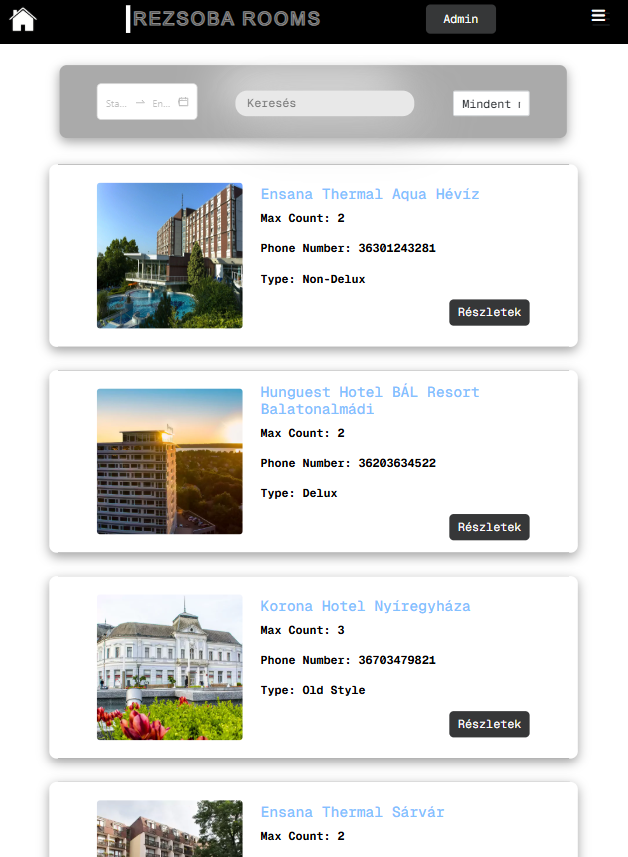 REZSOBA ROOMS
Admin
Sta...
En...
Keresés
Mindent
Ensana Thermal Aqua Hévíz
Max Count: 2
Phone Number: 36301243281
Type: Non-Delux
Részletek
Hunguest Hotel BÁL Resort
Balatonalmádi
Max Count: 2
Phone Number: 36203634522
Type: Delux
Részletek
Korona Hotel Nyíregyháza
Max Count: 3
Phone Number: 36703479821
Type: Old Style
Részletek
Ensana Thermal Sárvár
Max Count: 2